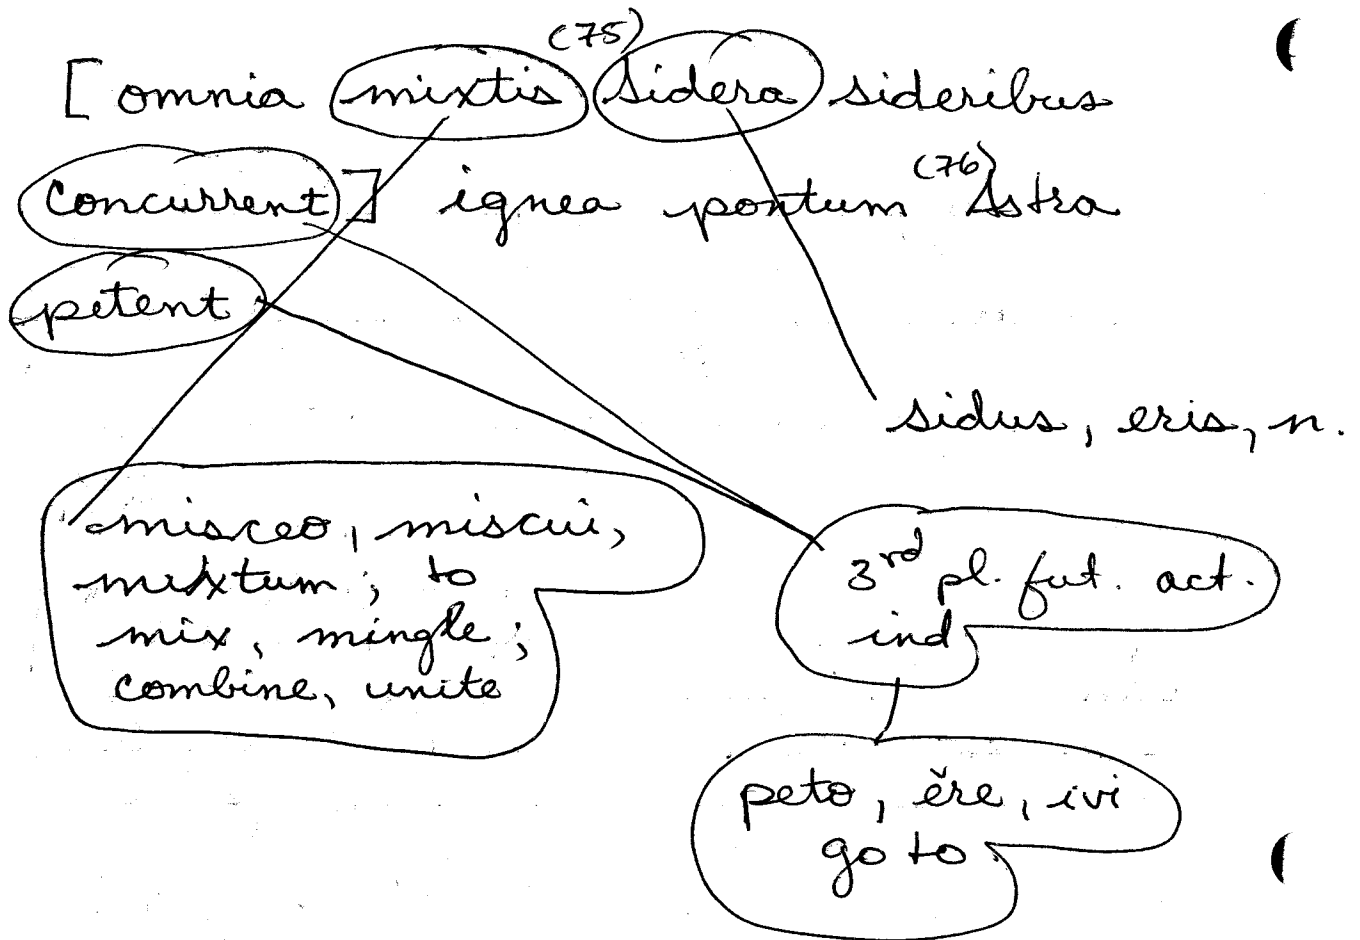 (75)
[omnia mixtis sidera sideribus
(76)
concurrent] ignea pontum Astra
petent
sidus, eris, n.
misceo, miscui,
mixtum; to
mix, mingle;
combine, unite
3rd pl. fut. act.
ind
peto, ĕre, ivi
go to